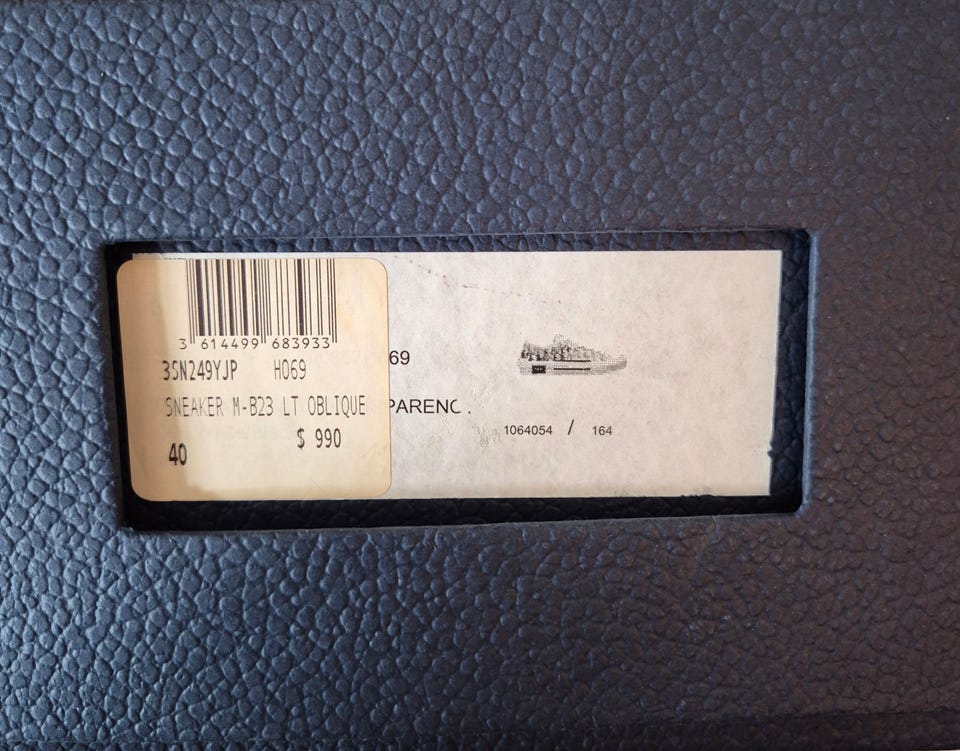 3 614499 683933
3SN249YJP H069
SNEAKER M-B23 LT OBLIQUE
$ 990
40
69
PARENC.
1064054 / 164